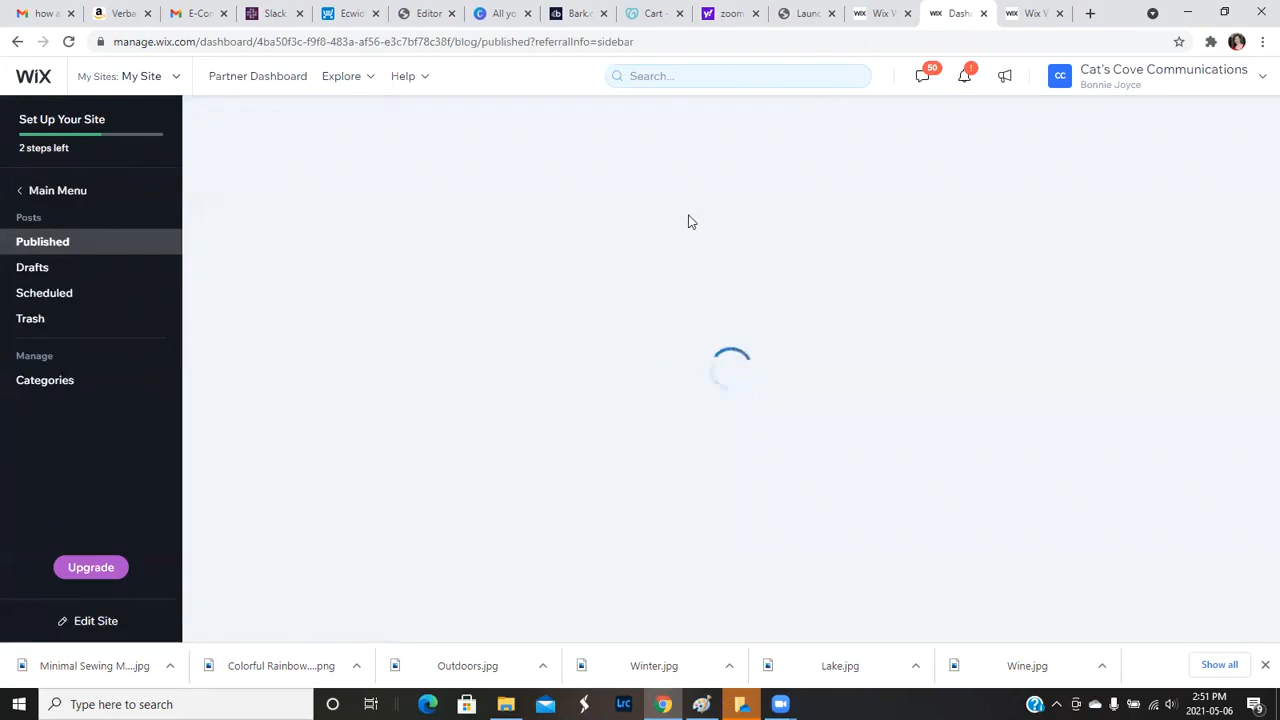 how a
Verba
E-Con
Slack
Ecwid
Editor
All yo
Bark.c
Cart -
zoom
Launc
Wix W
Dash
Wix W
manage.wix.com/dashboard/4ba50f3c-f9f8-483a-af56-e3c7bf78c38f/blog/published?referralInfo=sidebar
WiX My Sites: My Site Partner Dashboard Explore Help Search... 50 ! CC Cat's Cove Communications
Bonnie Joyce
Set Up Your Site
2 steps left
Main Menu
Posts
Published
Drafts
Scheduled
Trash
Manage
Categories
Upgrade
Edit Site
Minimal Sewing M....jpg Colorful Rainbow....png Outdoors.jpg Winter.jpg Lake.jpg Wine.jpg Show all
Type here to search Lrc 2:51 PM
2021-05-06